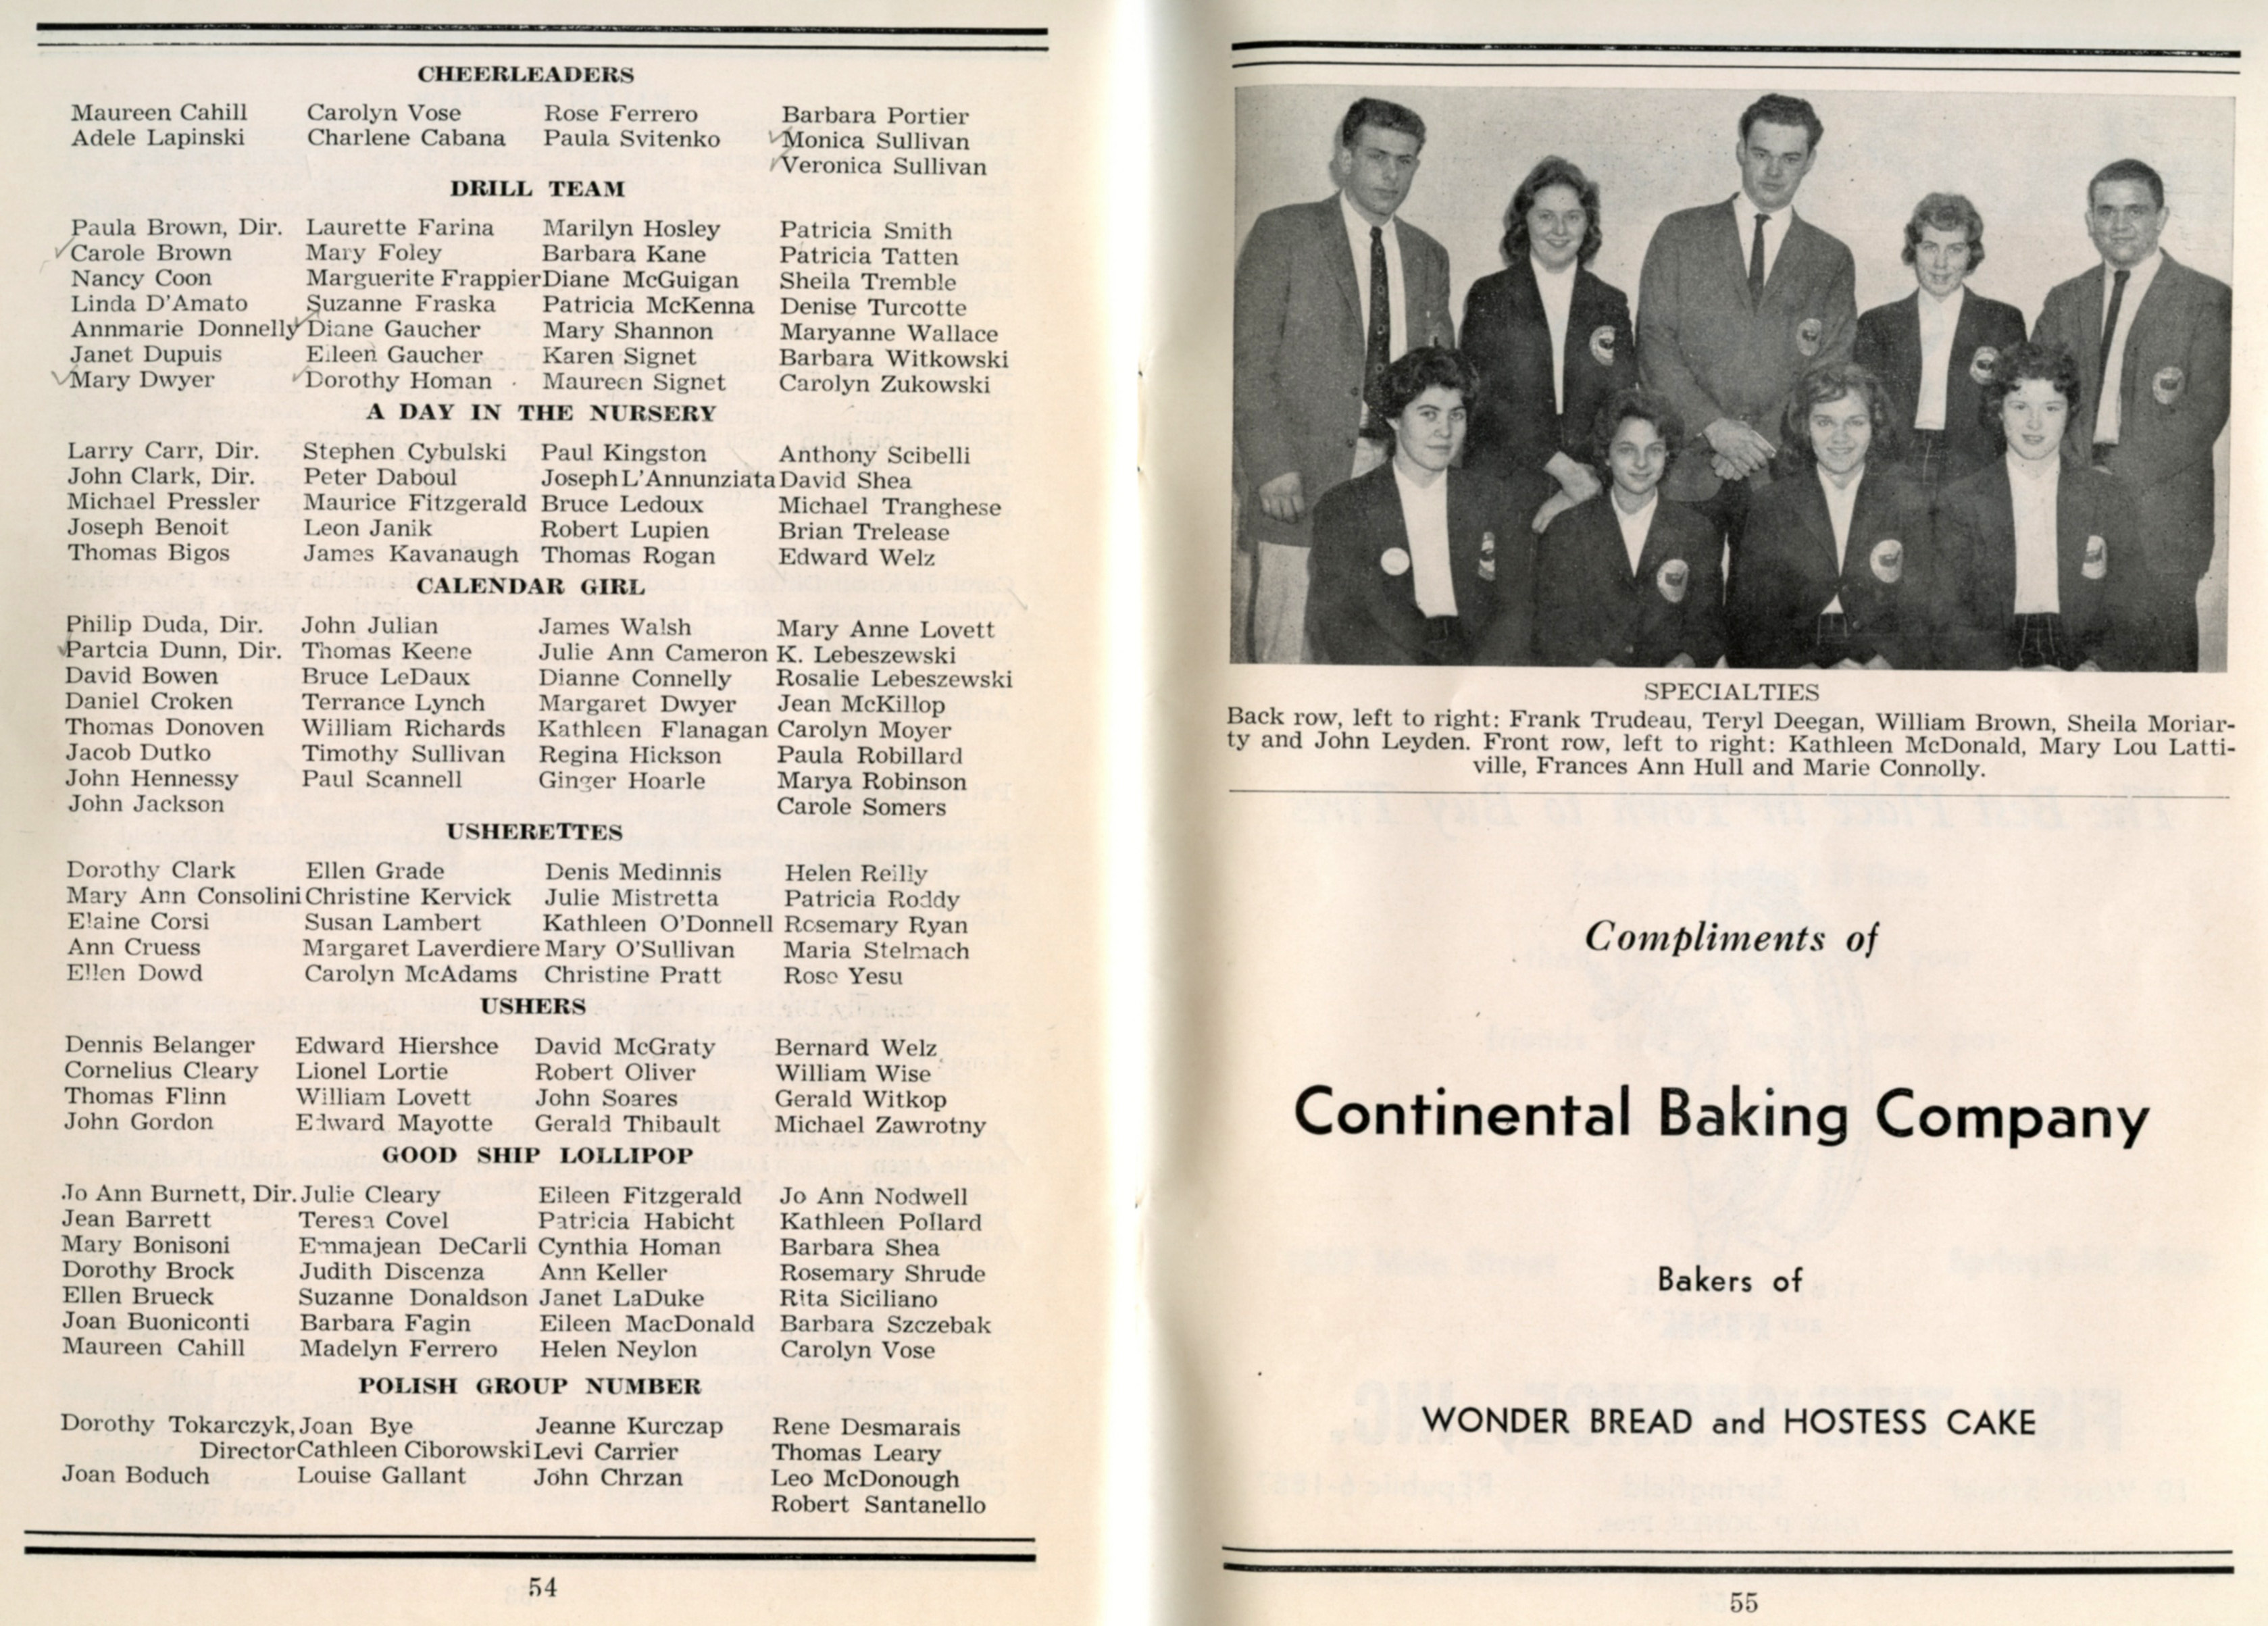 CHEERLEADERS
Maureen Cahill Carolyn Vose Rose Ferrero Barbara Portier
Adele Lapinski Charlene Cabana Paula Svitenko Monica Sullivan
Veronica Sullivan
DRILL TEAM
Paula Brown, Dir. Laurette Farina Marilyn Hosley Patricia Smith
Carole Brown Mary Foley Barbara Kane Patricia Tatten
Nancy Coon Marguerite Frappier Diane McGuigan Sheila Tremble
Linda D'Amato Suzanne Fraska Patricia McKenna Denise Turcotte
Annmarie Donnelly Diane Gaucher Mary Shannon Maryanne Wallace
Janet Dupuis Eileen Gaucher Karen Signet Barbara Witkowski
Mary Dwyer Dorothy Homan Maureen Signet Carolyn Zukowski
A DAY IN THE NURSERY
Larry Carr, Dir. Stephen Cybulski Paul Kingston Anthony Scibelli
John Clark, Dir. Peter Daboul Joseph L'Annunziata David Shea
Michael Pressler Maurice Fitzgerald Bruce Ledoux Michael Tranghese
Joseph Benoit Leon Janik Robert Lupien Brian Trelease
Thomas Bigos James Kavanaugh Thomas Rogan Edward Welz
CALENDAR GIRL
Philip Duda, Dir. John Julian James Walsh Mary Anne Lovett
Partcia Dunn, Dir. Thomas Keene Julie Ann Cameron K. Lebeszewski
David Bowen Bruce LeDaux Dianne Connelly Rosalie Lebeszewski
Daniel Croken Terrance Lynch Margaret Dwyer Jean McKillop
Thomas Donoven William Richards Kathleen Flanagan Carolyn Moyer
Jacob Dutko Timothy Sullivan Regina Hickson Paula Robillard
John Hennessy Paul Scannell Ginger Hoarle Marya Robinson
John Jackson Carole Somers
USHERETTES
Dorothy Clark Ellen Grade Denis Medinnis Helen Reilly
Mary Ann Consolini Christine Kervick Julie Mistretta Patricia Roddy
Elaine Corsi Susan Lambert Kathleen O'Donnell Rosemary Ryan
Ann Cruess Margaret Laverdiere Mary O'Sullivan Maria Stelmach
Ellen Dowd Carolyn McAdams Christine Pratt Rose Yesu
USHERS
Dennis Belanger Edward Hiershce David McGraty Bernard Welz
Cornelius Cleary Lionel Lortie Robert Oliver William Wise
Thomas Flinn William Lovett John Soares Gerald Witkop
John Gordon Edward Mayotte Gerald Thibault Michael Zawrotny
GOOD SHIP LOLLIPOP
Jo Ann Burnett, Dir. Julie Cleary Eileen Fitzgerald Jo Ann Nodwell
Jean Barrett Teresa Covel Patricia Habicht Kathleen Pollard
Mary Bonisoni Emmajean DeCarli Cynthia Homan Barbara Shea
Dorothy Brock Judith Discenza Ann Keller Rosemary Shrude
Ellen Brueck Suzanne Donaldson Janet LaDuke Rita Siciliano
Joan Buoniconti Barbara Fagin Eileen MacDonald Barbara Szczebak
Maureen Cahill Madelyn Ferrero Helen Neylon Carolyn Vose
POLISH GROUP NUMBER
Dorothy Tokarczyk, Joan Bye Jeanne Kurczap Rene Desmarais
Director Cathleen Ciborowski Levi Carrier Thomas Leary
Joan Boduch Louise Gallant John Chrzan Leo McDonough
Robert Santanello
54
SPECIALTIES
Back row, left to right: Frank Trudeau, Teryl Deegan, William Brown, Sheila Moriar-
ty and John Leyden. Front row, left to right: Kathleen McDonald, Mary Lou Latti-
ville, Frances Ann Hull and Marie Connolly.
Compliments of
Continental Baking Company
Bakers of
WONDER BREAD and HOSTESS CAKE
55